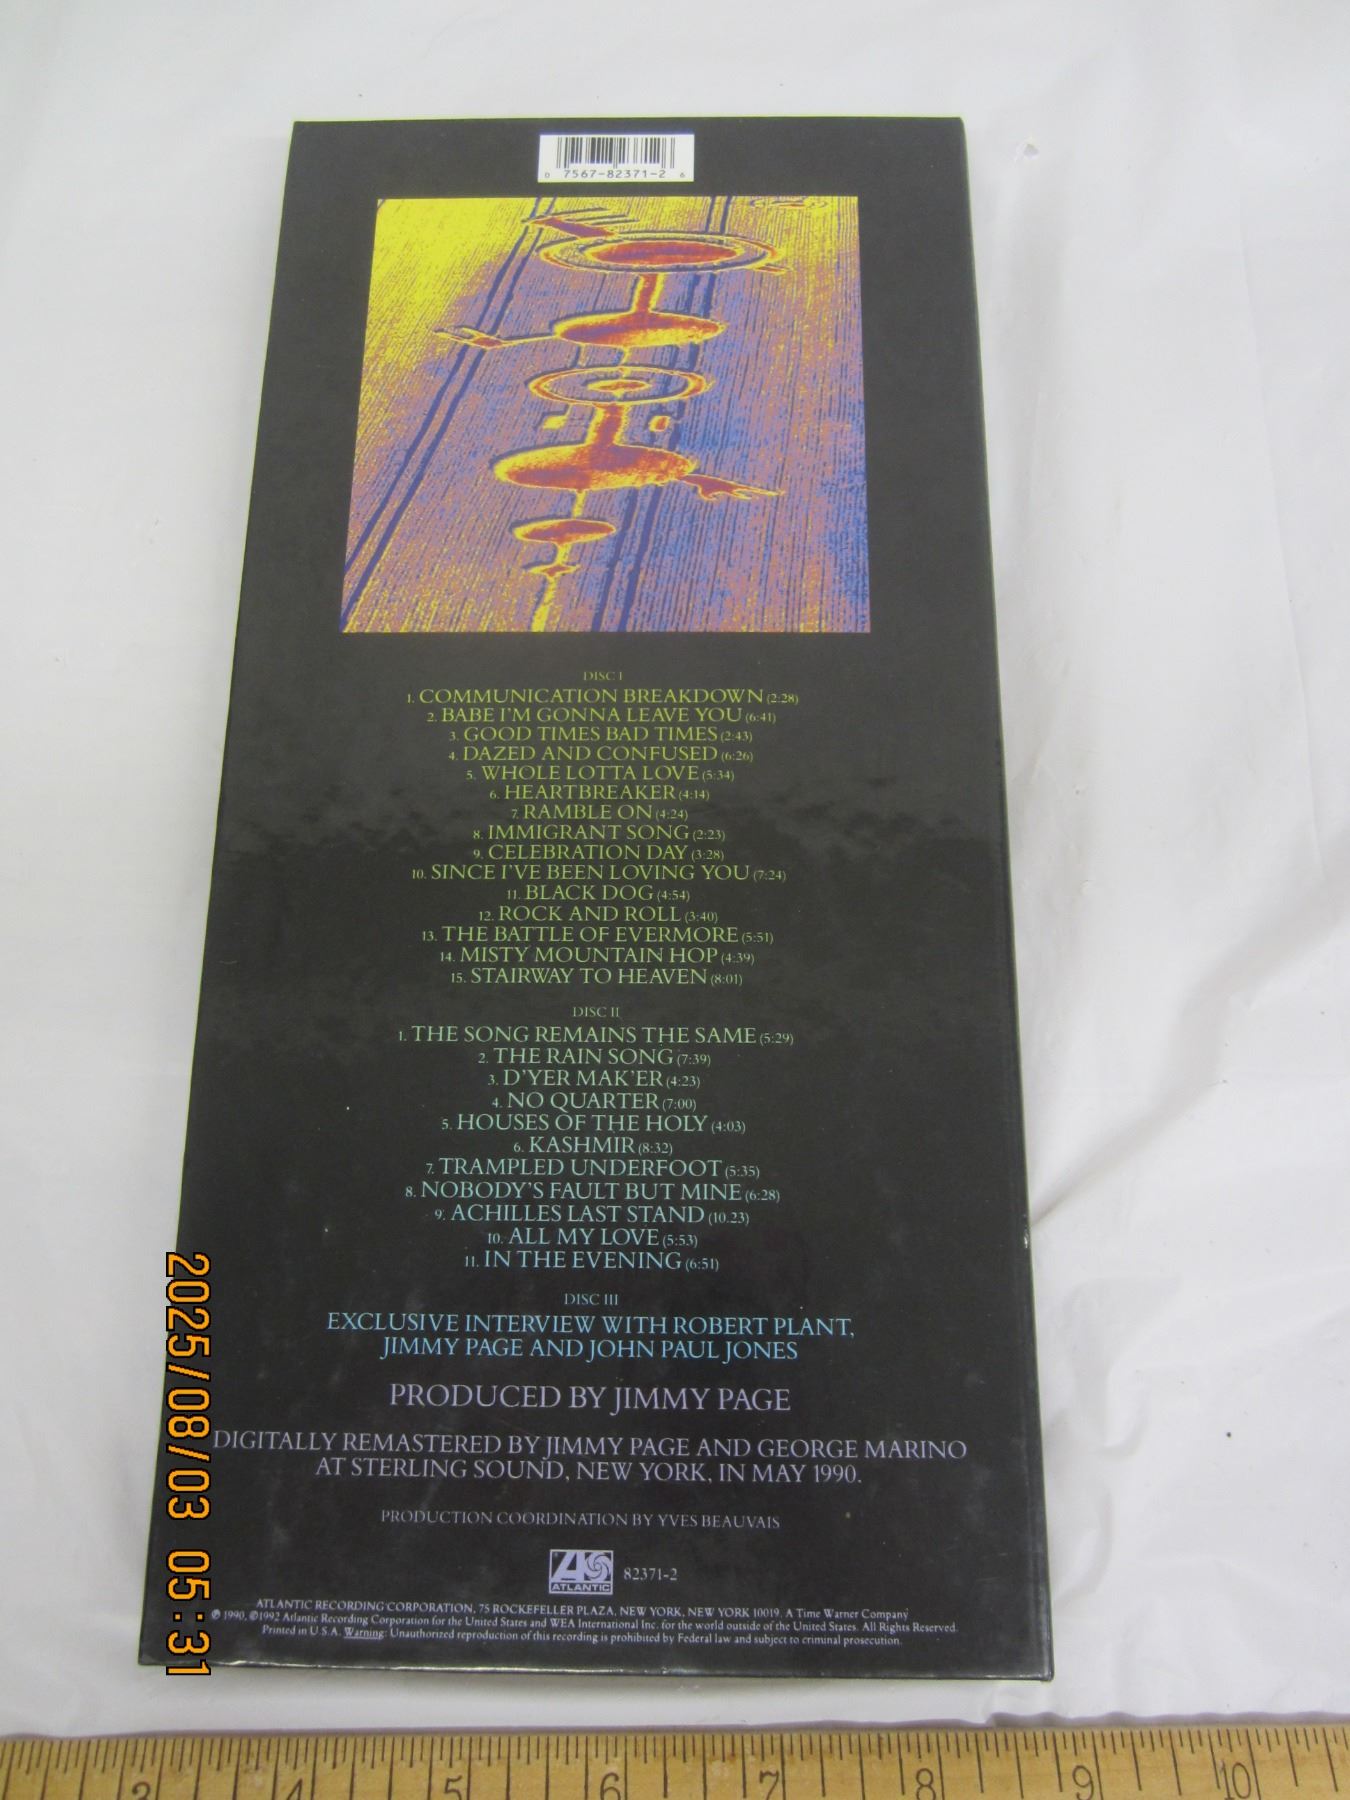 0 7567-82371-2 6
DISC I
1. COMMUNICATION BREAKDOWN (2:28)
2. BABE I'M GONNA LEAVE YOU (6:41)
3. GOOD TIMES BAD TIMES (2:43)
4. DAZED AND CONFUSED (6:26)
5. WHOLE LOTTA LOVE (5:34)
6. HEARTBREAKER (4:14)
7. RAMBLE ON (4:24)
8. IMMIGRANT SONG (2:23)
9. CELEBRATION DAY (3:28)
10. SINCE I'VE BEEN LOVING YOU (7:24)
11. BLACK DOG (4:54)
12. ROCK AND ROLL (3:40)
13. THE BATTLE OF EVERMORE (5:51)
14. MISTY MOUNTAIN HOP (4:39)
15. STAIRWAY TO HEAVEN (8:01)
DISC II
1. THE SONG REMAINS THE SAME (5:29)
2. THE RAIN SONG (7:39)
3. D'YER MAK'ER (4:23)
4. NO QUARTER (7:00)
5. HOUSES OF THE HOLY (4:03)
6. KASHMIR (8:32)
7. TRAMPLED UNDERFOOT (5:35)
8. NOBODY'S FAULT BUT MINE (6:28)
9. ACHILLES LAST STAND (10.23)
10. ALL MY LOVE (5:53)
11. IN THE EVENING (6:51)
DISC III
EXCLUSIVE INTERVIEW WITH ROBERT PLANT,
JIMMY PAGE AND JOHN PAUL JONES
PRODUCED BY JIMMY PAGE
DIGITALLY REMASTERED BY JIMMY PAGE AND GEORGE MARINO
AT STERLING SOUND, NEW YORK, IN MAY 1990.
PRODUCTION COORDINATION BY YVES BEAUVAIS
ATLANTIC 82371-2
ATLANTIC RECORDING CORPORATION, 75 ROCKEFELLER PLAZA, NEW YORK, NEW YORK 10019. A Time Warner Company
℗ 1990, ©1992 Atlantic Recording Corporation for the United States and WEA International Inc. for the world outside of the United States. All Rights Reserved.
Printed in U.S.A. Warning: Unauthorized reproduction of this recording is prohibited by Federal law and subject to criminal prosecution.
2025/08/03 05:31
3 4 5 6 7 8 9 10